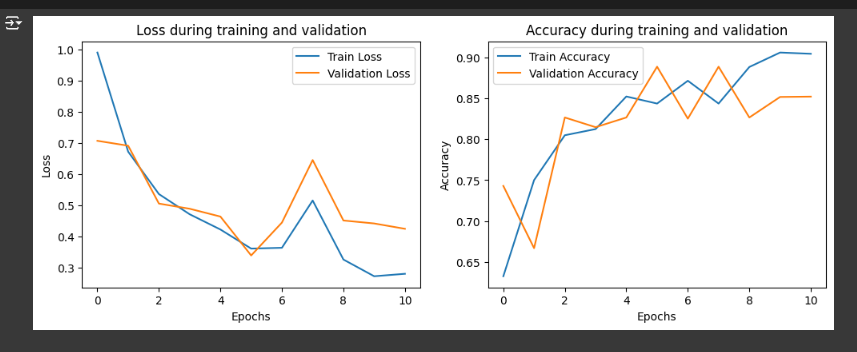 Loss during training and validation
Train Loss
Validation Loss
1.0
0.9
0.8
0.7
0.6
0.5
0.4
0.3
Loss
0 2 4 6 8 10
Epochs
Accuracy during training and validation
Train Accuracy
Validation Accuracy
0.90
0.85
0.80
0.75
0.70
0.65
Accuracy
0 2 4 6 8 10
Epochs